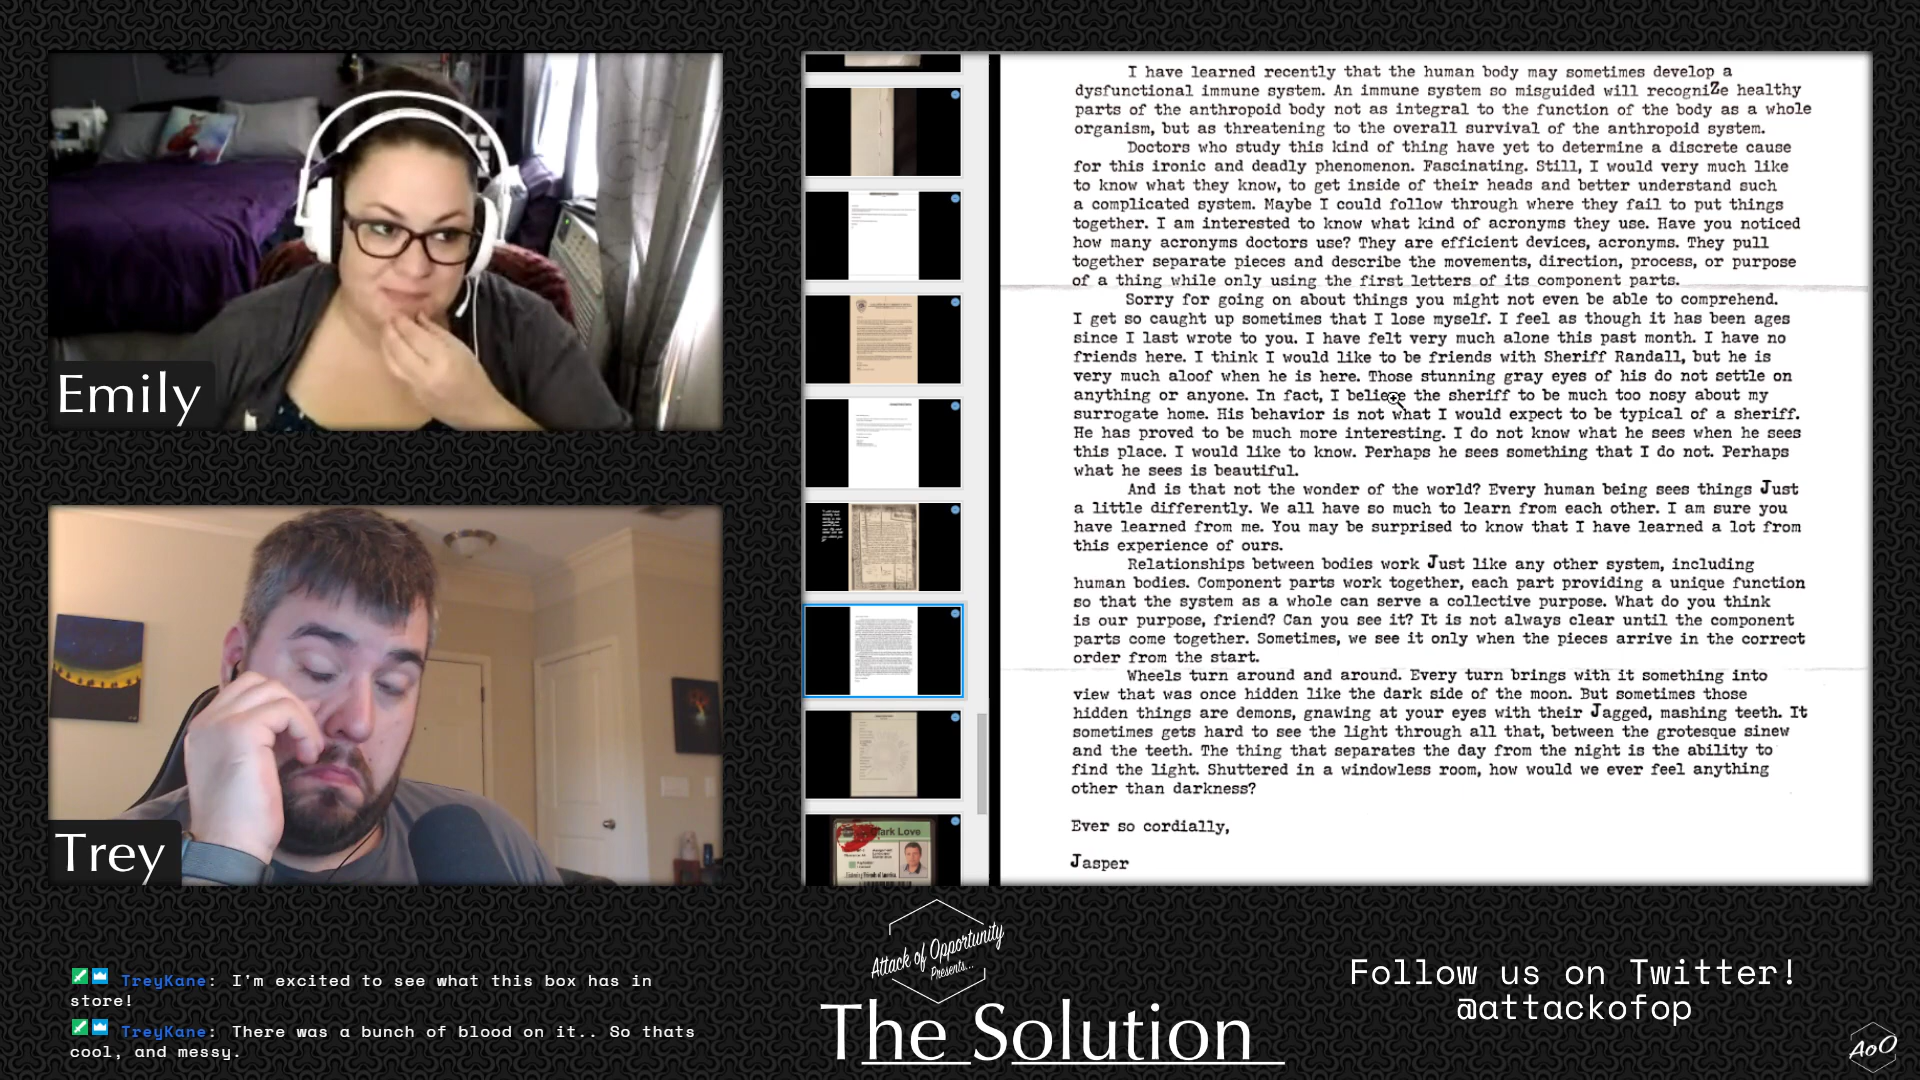 Emily
Trey
I have learned recently that the human body may sometimes develop a
dysfunctional immune system. An immune system so misguided will recogniZe healthy
parts of the anthropoid body not as integral to the function of the body as a whole
organism, but as threatening to the overall survival of the anthropoid system.
Doctors who study this kind of thing have yet to determine a discrete cause
for this ironic and deadly phenomenon. Fascinating. Still, I would very much like
to know what they know, to get inside of their heads and better understand such
a complicated system. Maybe I could follow through where they fail to put things
together. I am interested to know what kind of acronyms they use. Have you noticed
how many acronyms doctors use? They are efficient devices, acronyms. They pull
together separate pieces and describe the movements, direction, process, or purpose
of a thing while only using the first letters of its component parts.
Sorry for going on about things you might not even be able to comprehend.
I get so caught up sometimes that I lose myself. I feel as though it has been ages
since I last wrote to you. I have felt very much alone this past month. I have no
friends here. I think I would like to be friends with Sheriff Randall, but he is
very much aloof when he is here. Those stunning gray eyes of his do not settle on
anything or anyone. In fact, I believe the sheriff to be much too nosy about my
surrogate home. His behavior is not what I would expect to be typical of a sheriff.
He has proved to be much more interesting. I do not know what he sees when he sees
this place. I would like to know. Perhaps he sees something that I do not. Perhaps
what he sees is beautiful.
And is that not the wonder of the world? Every human being sees things Just
a little differently. We all have so much to learn from each other. I am sure you
have learned from me. You may be surprised to know that I have learned a lot from
this experience of ours.
Relationships between bodies work Just like any other system, including
human bodies. Component parts work together, each part providing a unique function
so that the system as a whole can serve a collective purpose. What do you think
is our purpose, friend? Can you see it? It is not always clear until the component
parts come together. Sometimes, we see it only when the pieces arrive in the correct
order from the start.
Wheels turn around and around. Every turn brings with it something into
view that was once hidden like the dark side of the moon. But sometimes those
hidden things are demons, gnawing at your eyes with their Jagged, mashing teeth. It
sometimes gets hard to see the light through all that, between the grotesque sinew
and the teeth. The thing that separates the day from the night is the ability to
find the light. Shuttered in a windowless room, how would we ever feel anything
other than darkness?
Ever so cordially,
Jasper
ark Love
TreyKane: I'm excited to see what this box has in
store!
TreyKane: There was a bunch of blood on it.. So thats
cool, and messy.
Attack of Opportunity
Presents...
The Solution
Follow us on Twitter!
@attackofop
AoO